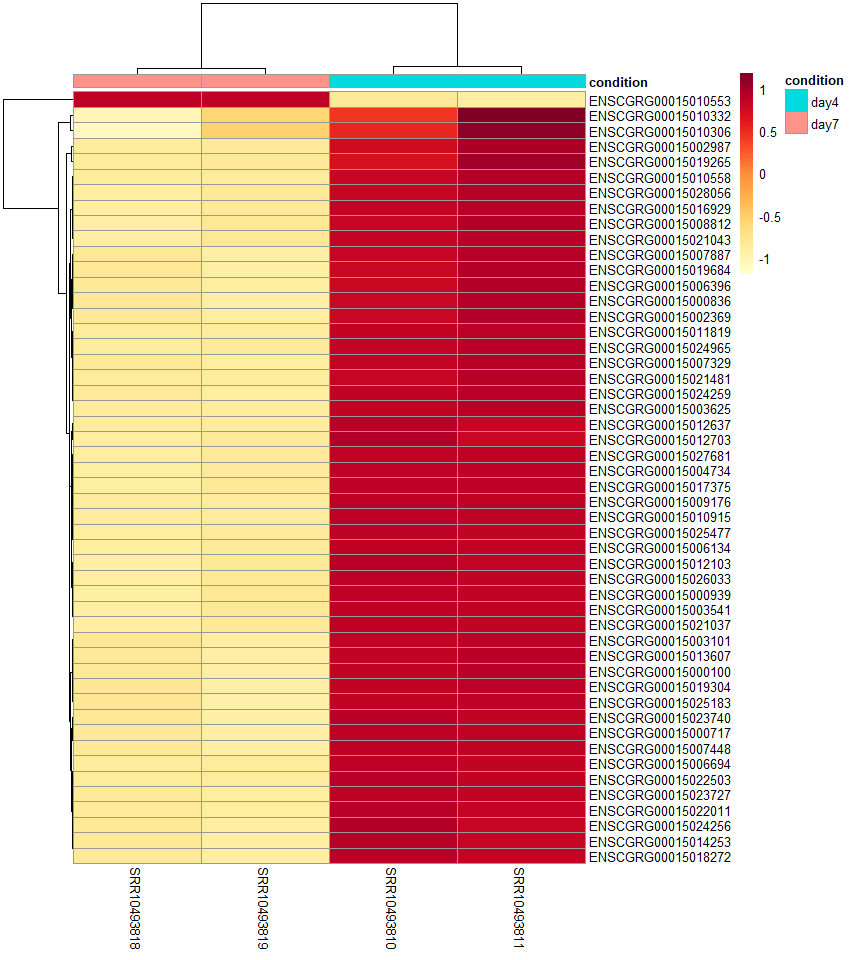 condition
ENSCGRG00015010553
ENSCGRG00015010332
ENSCGRG00015010306
ENSCGRG00015002987
ENSCGRG00015019265
ENSCGRG00015010558
ENSCGRG00015028056
ENSCGRG00015016929
ENSCGRG00015008812
ENSCGRG00015021043
ENSCGRG00015007887
ENSCGRG00015019684
ENSCGRG00015006396
ENSCGRG00015000836
ENSCGRG00015002369
ENSCGRG00015011819
ENSCGRG00015024965
ENSCGRG00015007329
ENSCGRG00015021481
ENSCGRG00015024259
ENSCGRG00015003625
ENSCGRG00015012637
ENSCGRG00015012703
ENSCGRG00015027681
ENSCGRG00015004734
ENSCGRG00015017375
ENSCGRG00015009176
ENSCGRG00015010915
ENSCGRG00015025477
ENSCGRG00015006134
ENSCGRG00015012103
ENSCGRG00015026033
ENSCGRG00015000939
ENSCGRG00015003541
ENSCGRG00015021037
ENSCGRG00015003101
ENSCGRG00015013607
ENSCGRG00015000100
ENSCGRG00015019304
ENSCGRG00015025183
ENSCGRG00015023740
ENSCGRG00015000717
ENSCGRG00015007448
ENSCGRG00015006694
ENSCGRG00015022503
ENSCGRG00015023727
ENSCGRG00015022011
ENSCGRG00015024256
ENSCGRG00015014253
ENSCGRG00015018272
SRR10493818
SRR10493819
SRR10493810
SRR10493811
1
0.5
0
-0.5
-1
condition
day4
day7